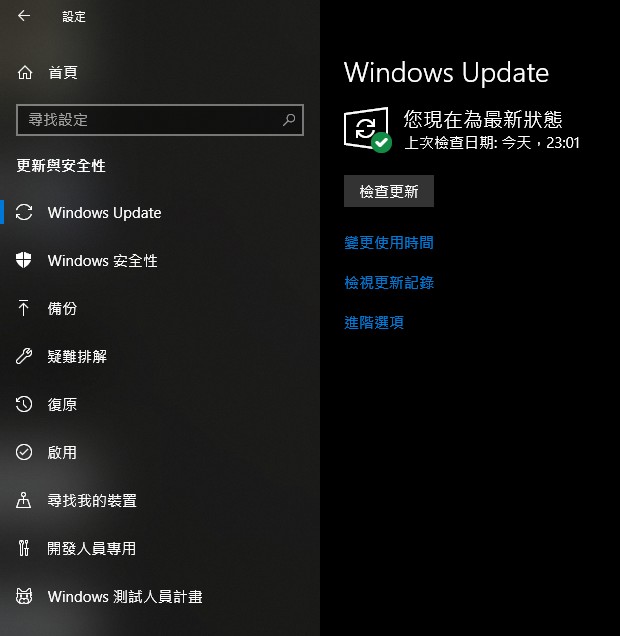 設定
首頁
尋找設定
更新與安全性
Windows Update
Windows 安全性
備份
疑難排解
復原
啟用
尋找我的裝置
開發人員專用
Windows 測試人員計畫
Windows Update
您現在為最新狀態
上次檢查日期: 今天，23:01
檢查更新
變更使用時間
檢視更新記錄
進階選項